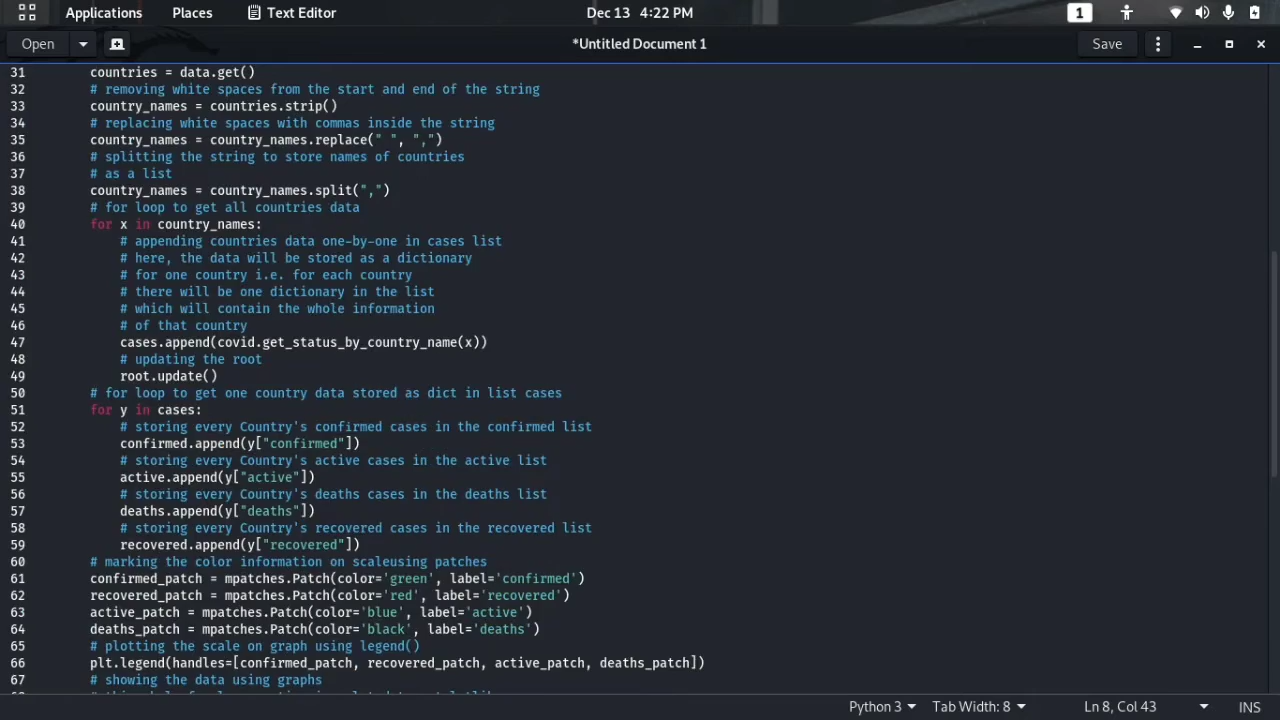 Applications Places Text Editor Dec 13 4:22 PM 1
Open *Untitled Document 1 Save
31 countries = data.get()
32 # removing white spaces from the start and end of the string
33 country_names = countries.strip()
34 # replacing white spaces with commas inside the string
35 country_names = country_names.replace(" ", ",")
36 # splitting the string to store names of countries
37 # as a list
38 country_names = country_names.split(",")
39 # for loop to get all countries data
40 for x in country_names:
41 # appending countries data one-by-one in cases list
42 # here, the data will be stored as a dictionary
43 # for one country i.e. for each country
44 # there will be one dictionary in the list
45 # which will contain the whole information
46 # of that country
47 cases.append(covid.get_status_by_country_name(x))
48 # updating the root
49 root.update()
50 # for loop to get one country data stored as dict in list cases
51 for y in cases:
52 # storing every Country's confirmed cases in the confirmed list
53 confirmed.append(y["confirmed"])
54 # storing every Country's active cases in the active list
55 active.append(y["active"])
56 # storing every Country's deaths cases in the deaths list
57 deaths.append(y["deaths"])
58 # storing every Country's recovered cases in the recovered list
59 recovered.append(y["recovered"])
60 # marking the color information on scaleusing patches
61 confirmed_patch = mpatches.Patch(color='green', label='confirmed')
62 recovered_patch = mpatches.Patch(color='red', label='recovered')
63 active_patch = mpatches.Patch(color='blue', label='active')
64 deaths_patch = mpatches.Patch(color='black', label='deaths')
65 # plotting the scale on graph using legend()
66 plt.legend(handles=[confirmed_patch, recovered_patch, active_patch, deaths_patch])
67 # showing the data using graphs
Python 3 Tab Width: 8 Ln 8, Col 43 INS